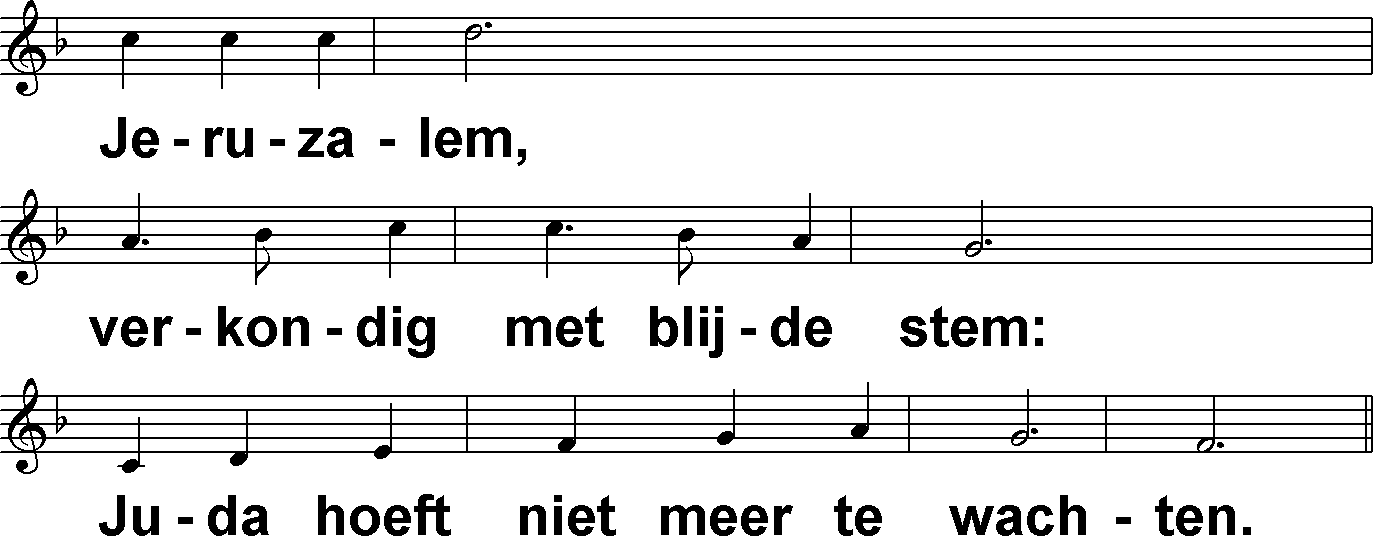 Je - ru - za - lem,
ver - kon - dig met blij - de stem:
Ju - da hoeft niet meer te wach - ten.